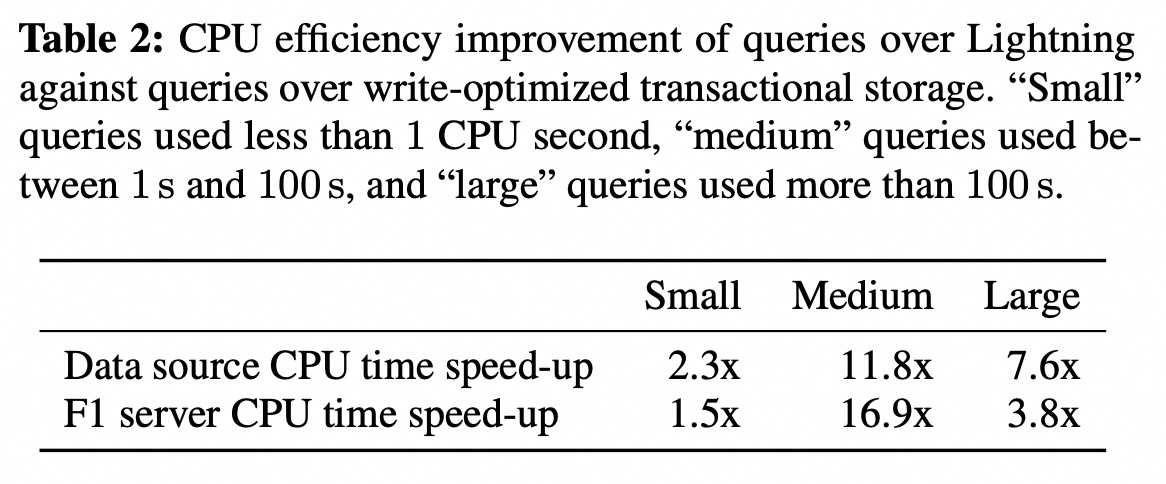 Table 2: CPU efficiency improvement of queries over Lightning
against queries over write-optimized transactional storage. “Small”
queries used less than 1 CPU second, “medium” queries used be-
tween 1 s and 100 s, and “large” queries used more than 100 s.
Small Medium Large
Data source CPU time speed-up 2.3x 11.8x 7.6x
F1 server CPU time speed-up 1.5x 16.9x 3.8x